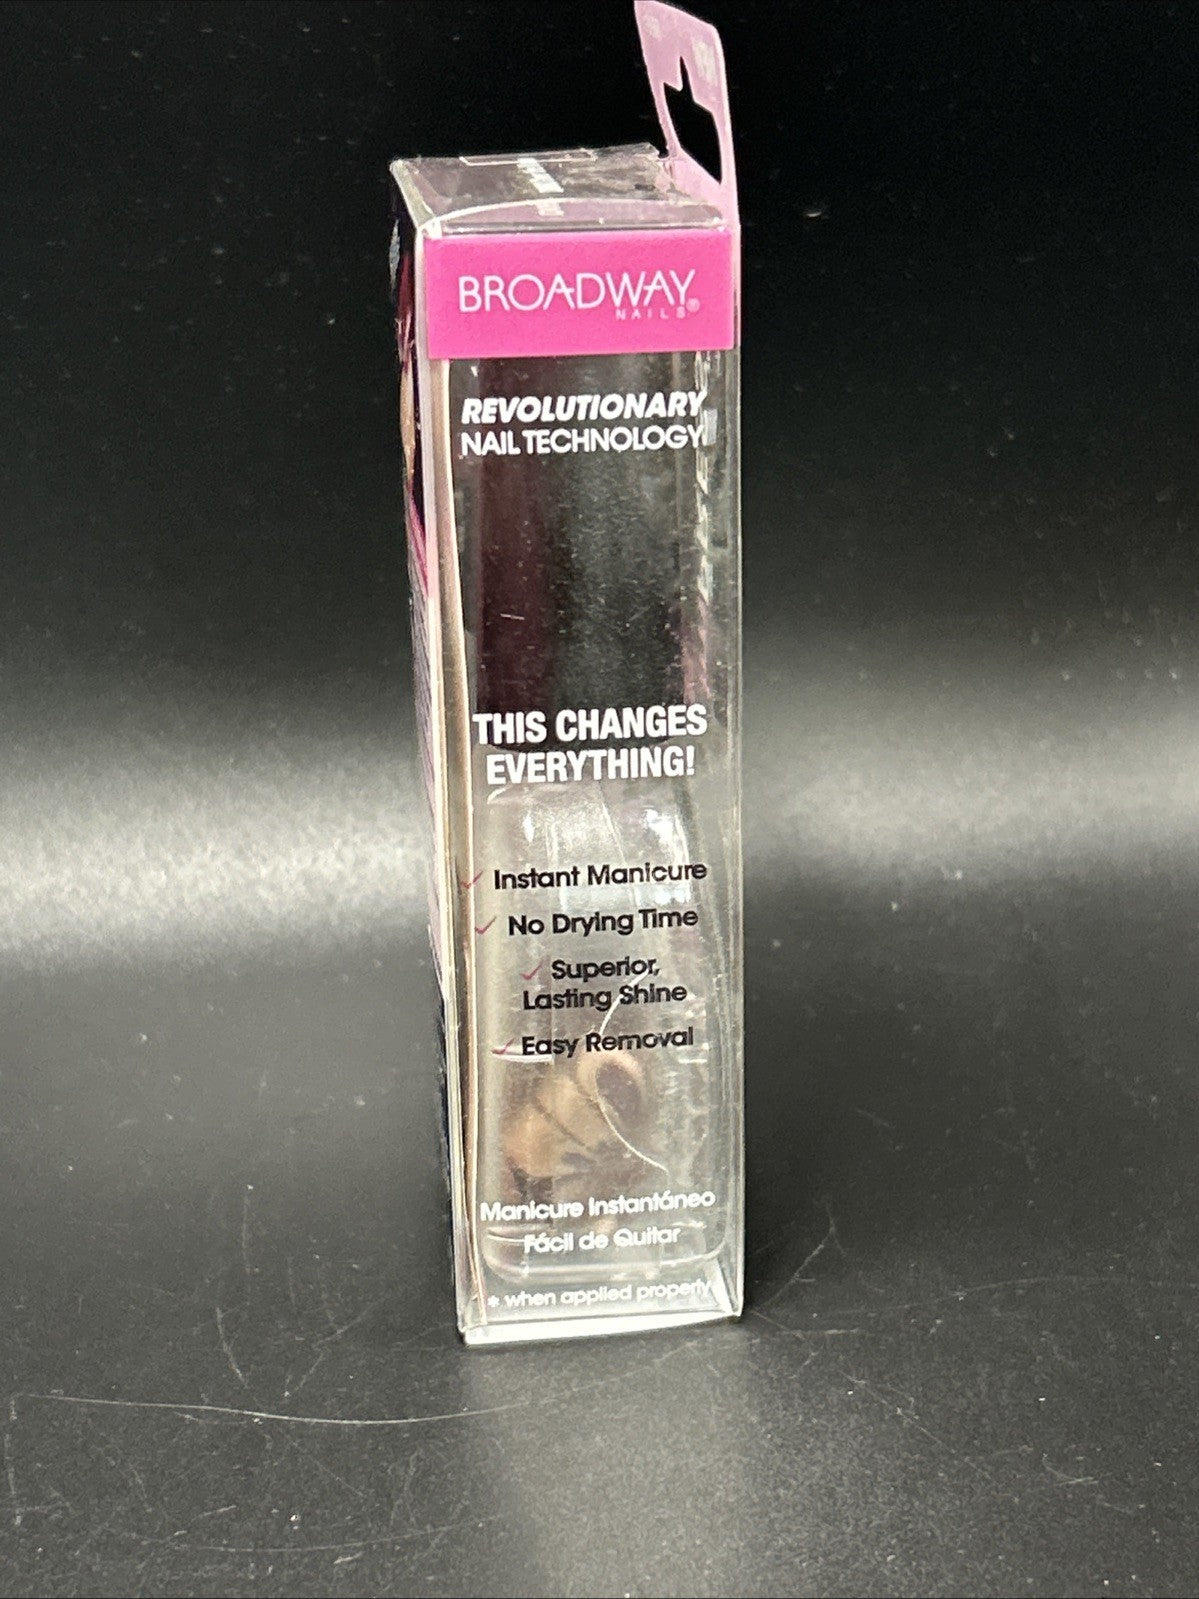 BROADWAY
NAILS®
REVOLUTIONARY
NAIL TECHNOLOGY
THIS CHANGES
EVERYTHING!
✓ Instant Manicure
✓ No Drying Time
✓ Superior,
Lasting Shine
✓ Easy Removal
Manicure Instantáneo
Fácil de Quitar
* when applied properly